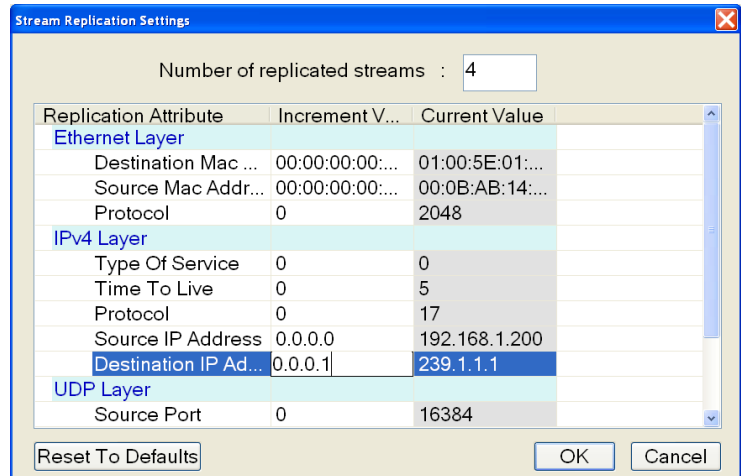 Stream Replication Settings
Number of replicated streams : 4
Replication Attribute Increment V... Current Value
Ethernet Layer
Destination Mac ... 00:00:00:00:... 01:00:5E:01:...
Source Mac Addr... 00:00:00:00:... 00:0B:AB:14:...
Protocol 0 2048
IPv4 Layer
Type Of Service 0 0
Time To Live 0 5
Protocol 0 17
Source IP Address 0.0.0.0 192.168.1.200
Destination IP Ad... 0.0.0.1 239.1.1.1
UDP Layer
Source Port 0 16384
Reset To Defaults OK Cancel